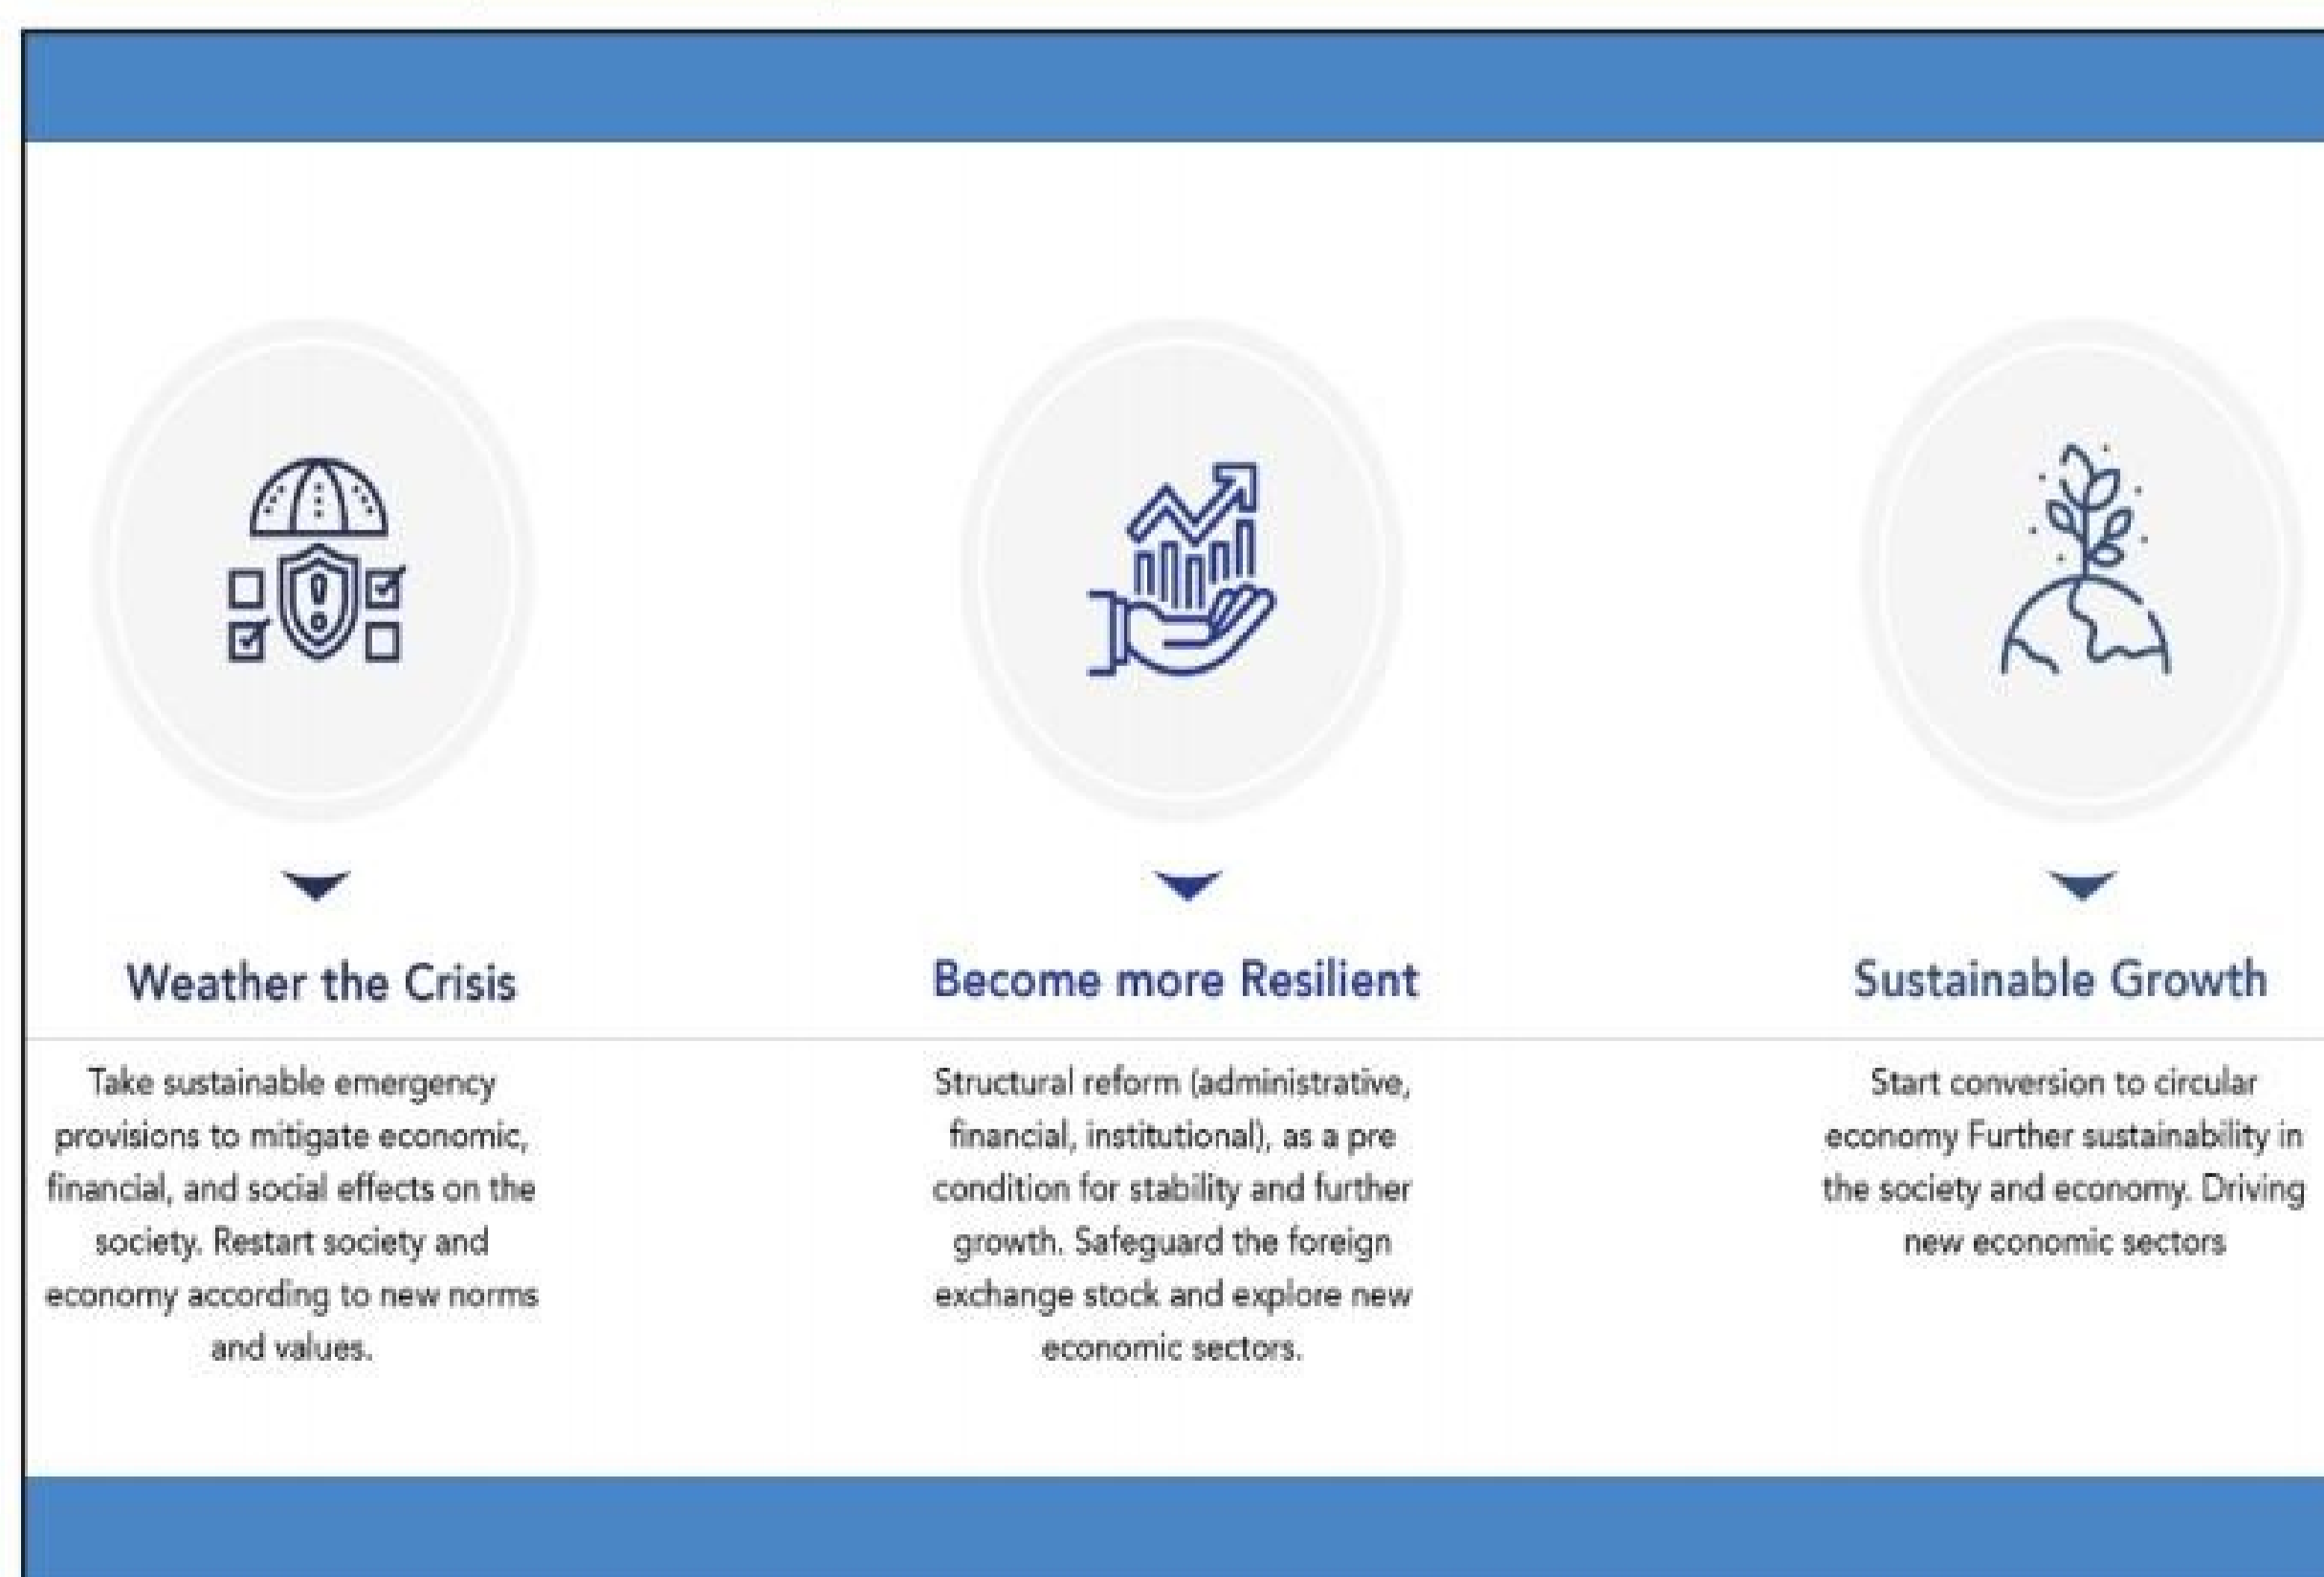 Weather the Crisis
Take sustainable emergency
provisions to mitigate economic,
financial, and social effects on the
society. Restart society and
economy according to new norms
and values.
Become more Resilient
Structural reform (administrative,
financial, institutional), as a pre
condition for stability and further
growth. Safeguard the foreign
exchange stock and explore new
economic sectors.
Sustainable Growth
Start conversion to circular
economy Further sustainability in
the society and economy. Driving
new economic sectors